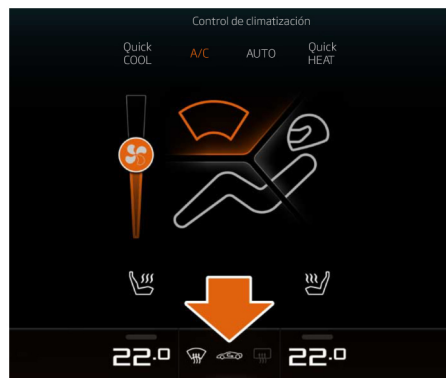 Control de climatización
Quick
COOL
A/C
AUTO
Quick
HEAT
22.0
22.0